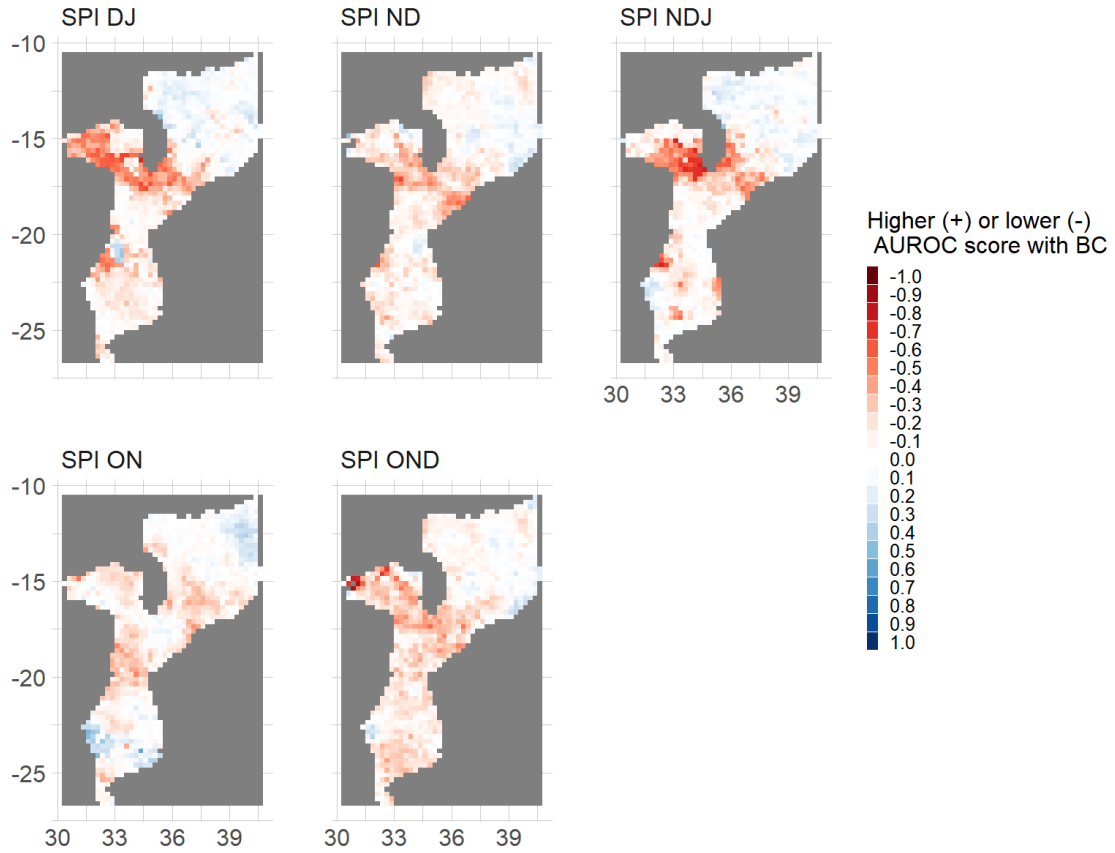 SPI DJ
SPI ND
SPI NDJ
-10
-15
-20
-25
30 33 36 39
SPI ON
SPI OND
-10
-15
-20
-25
30 33 36 39
30 33 36 39
Higher (+) or lower (-)
AUROC score with BC
-1.0
-0.9
-0.8
-0.7
-0.6
-0.5
-0.4
-0.3
-0.2
-0.1
0.0
0.1
0.2
0.3
0.4
0.5
0.6
0.7
0.8
0.9
1.0